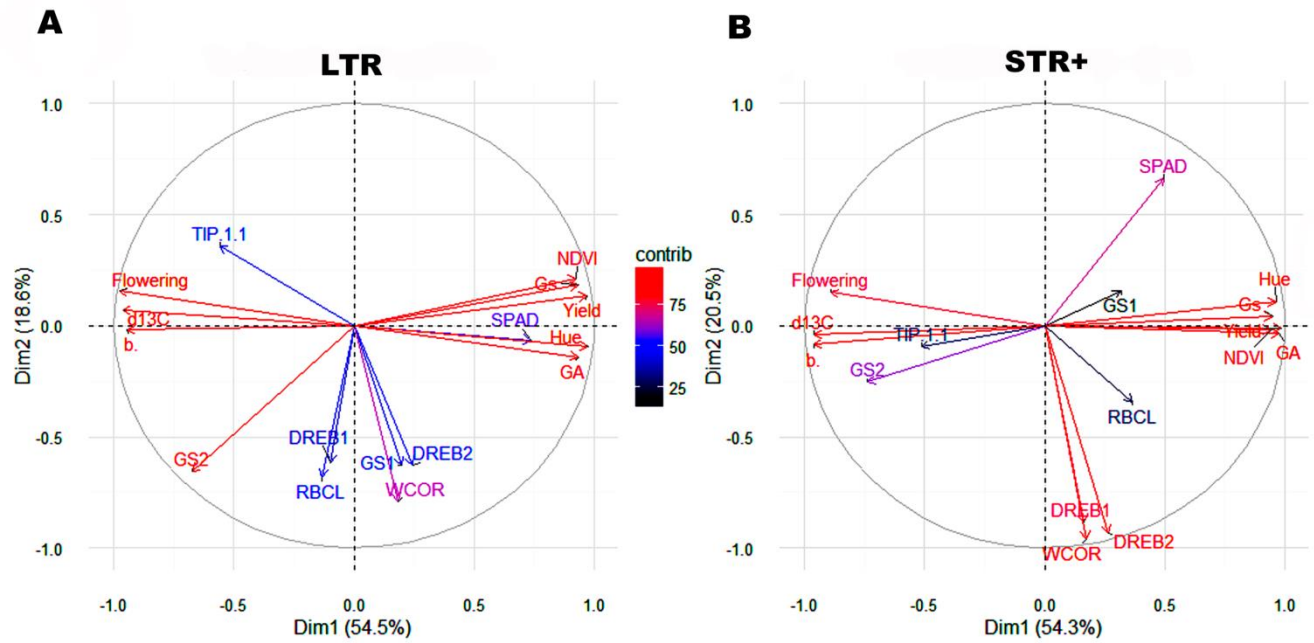 A
B
LTR
STR+
1.0
0.5
0.0
-0.5
-1.0
Dim2 (18.6%)
TIP.1.1
Flowering
d13C
b.
GS2
DREB1
RBCL
GS1
DREB2
WCOR
NDVI
Gs
Yield
SPAD
Hue
GA
-1.0
-0.5
0.0
0.5
1.0
Dim1 (54.5%)
contrib
75
50
25
1.0
0.5
0.0
-0.5
-1.0
Dim2 (20.5%)
SPAD
Flowering
d13C
b.
TIP.1.1
GS2
GS1
Hue
Gs
Yield
NDVI
GA
RBCL
DREB1
DREB2
WCOR
-1.0
-0.5
0.0
0.5
1.0
Dim1 (54.3%)